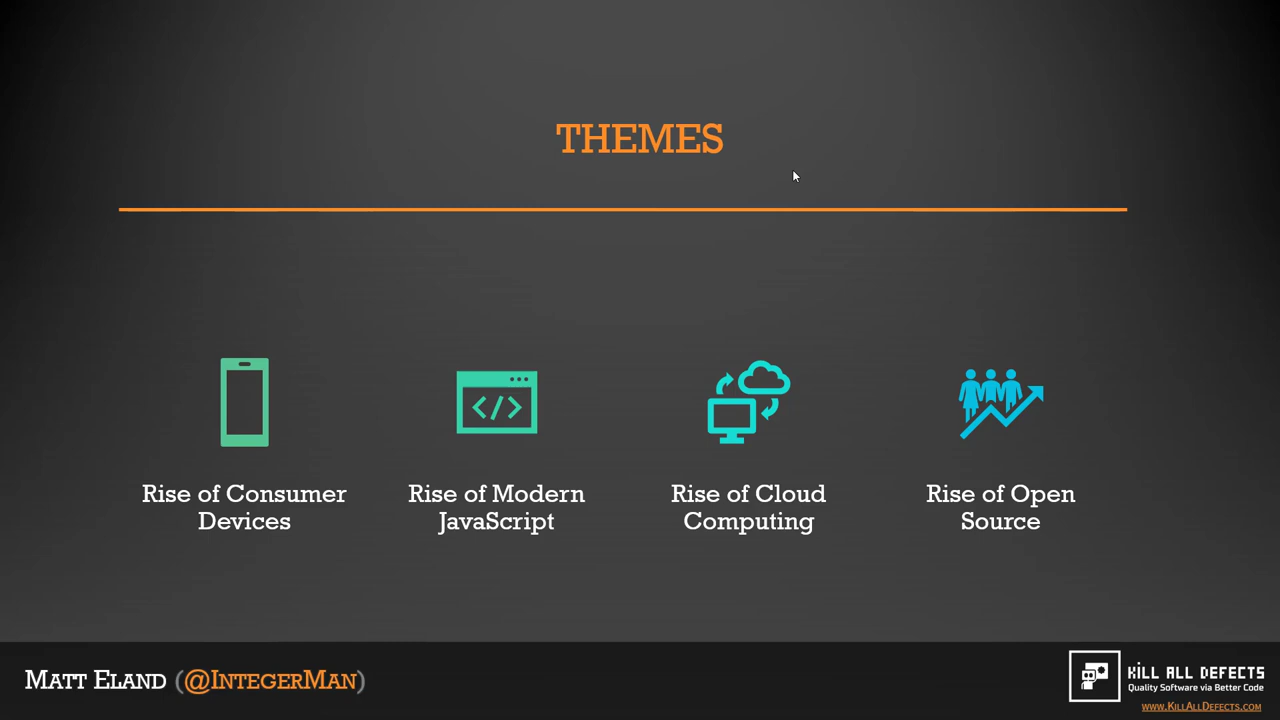 THEMES
Rise of Consumer
Devices
Rise of Modern
JavaScript
Rise of Cloud
Computing
Rise of Open
Source
MATT ELAND (@INTEGERMAN)
KILL ALL DEFECTS
Quality Software via Better Code
WWW.KILLALLDEFECTS.COM